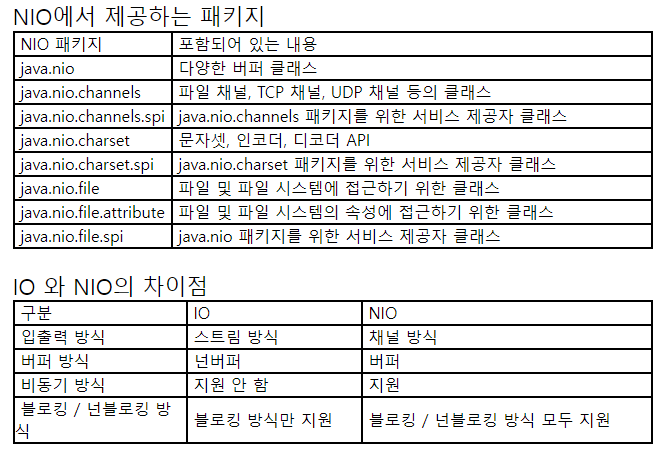 NIO에서 제공하는 패키지
NIO 패키지 포함되어 있는 내용
java.nio 다양한 버퍼 클래스
java.nio.channels 파일 채널, TCP 채널, UDP 채널 등의 클래스
java.nio.channels.spi java.nio.channels 패키지를 위한 서비스 제공자 클래스
java.nio.charset 문자셋, 인코더, 디코더 API
java.nio.charset.spi java.nio.charset 패키지를 위한 서비스 제공자 클래스
java.nio.file 파일 및 파일 시스템에 접근하기 위한 클래스
java.nio.file.attribute 파일 및 파일 시스템의 속성에 접근하기 위한 클래스
java.nio.file.spi java.nio 패키지를 위한 서비스 제공자 클래스
IO 와 NIO의 차이점
구분 IO NIO
입출력 방식 스트림 방식 채널 방식
버퍼 방식 넌버퍼 버퍼
비동기 방식 지원 안 함 지원
블로킹 / 넌블로킹 방
식 블로킹 방식만 지원 블로킹 / 넌블로킹 방식 모두 지원